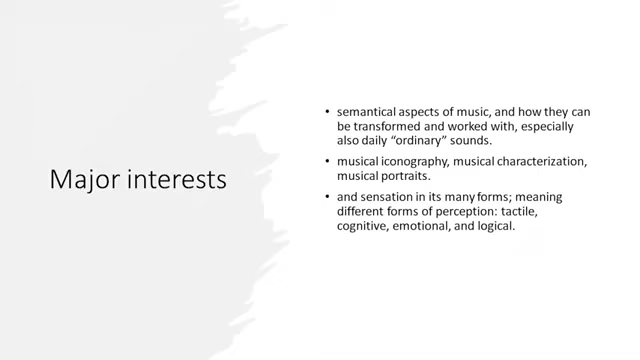 Major interests
• semantical aspects of music, and how they can
be transformed and worked with, especially
also daily “ordinary” sounds.
• musical iconography, musical characterization,
musical portraits.
• and sensation in its many forms; meaning
different forms of perception: tactile,
cognitive, emotional, and logical.